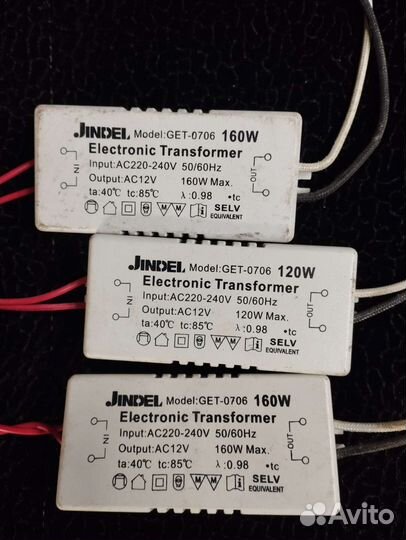 JINDEL Model:GET-0706 160W
Electronic Transformer
Input:AC220-240V 50/60Hz
Output:AC12V 160W Max.
ta:40℃ tc:85℃ λ:0.98 •tc
IN
OUT
M M i SELV
EQUIVALENT
JINDEL Model:GET-0706 120W
Electronic Transformer
Input:AC220-240V 50/60Hz
Output:AC12V 120W Max.
ta:40℃ tc:85℃ λ:0.98 •tc
IN
OUT
M M i SELV
EQUIVALENT
JINDEL Model:GET-0706 160W
Electronic Transformer
Input:AC220-240V 50/60Hz
Output:AC12V 160W Max.
ta:40℃ tc:85℃ λ:0.98 •tc
IN
OUT
M M i SELV
EQUIVALENT
Avito